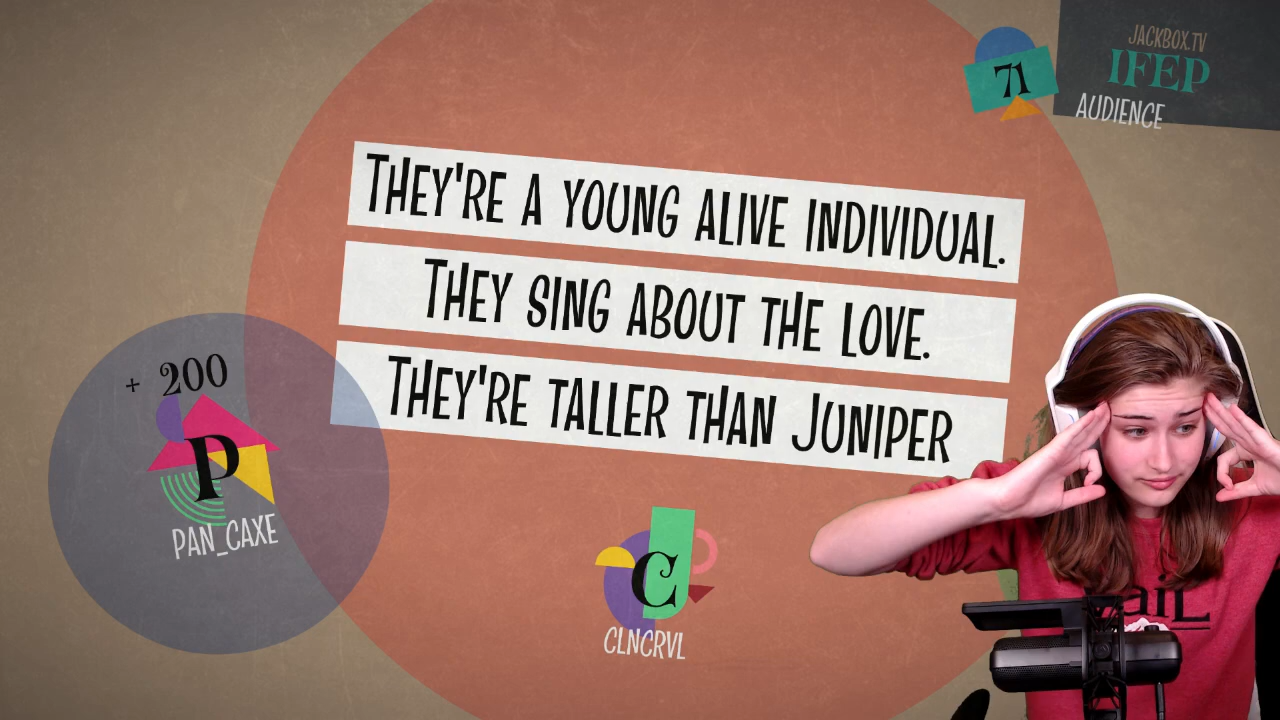 JACKBOX.TV
IFEP
AUDIENCE
71
THEY'RE A YOUNG ALIVE INDIVIDUAL.
THEY SING ABOUT THE LOVE.
THEY'RE TALLER THAN JUNIPER
+ 200
P
PAN_CAXE
C
CLNCRVL